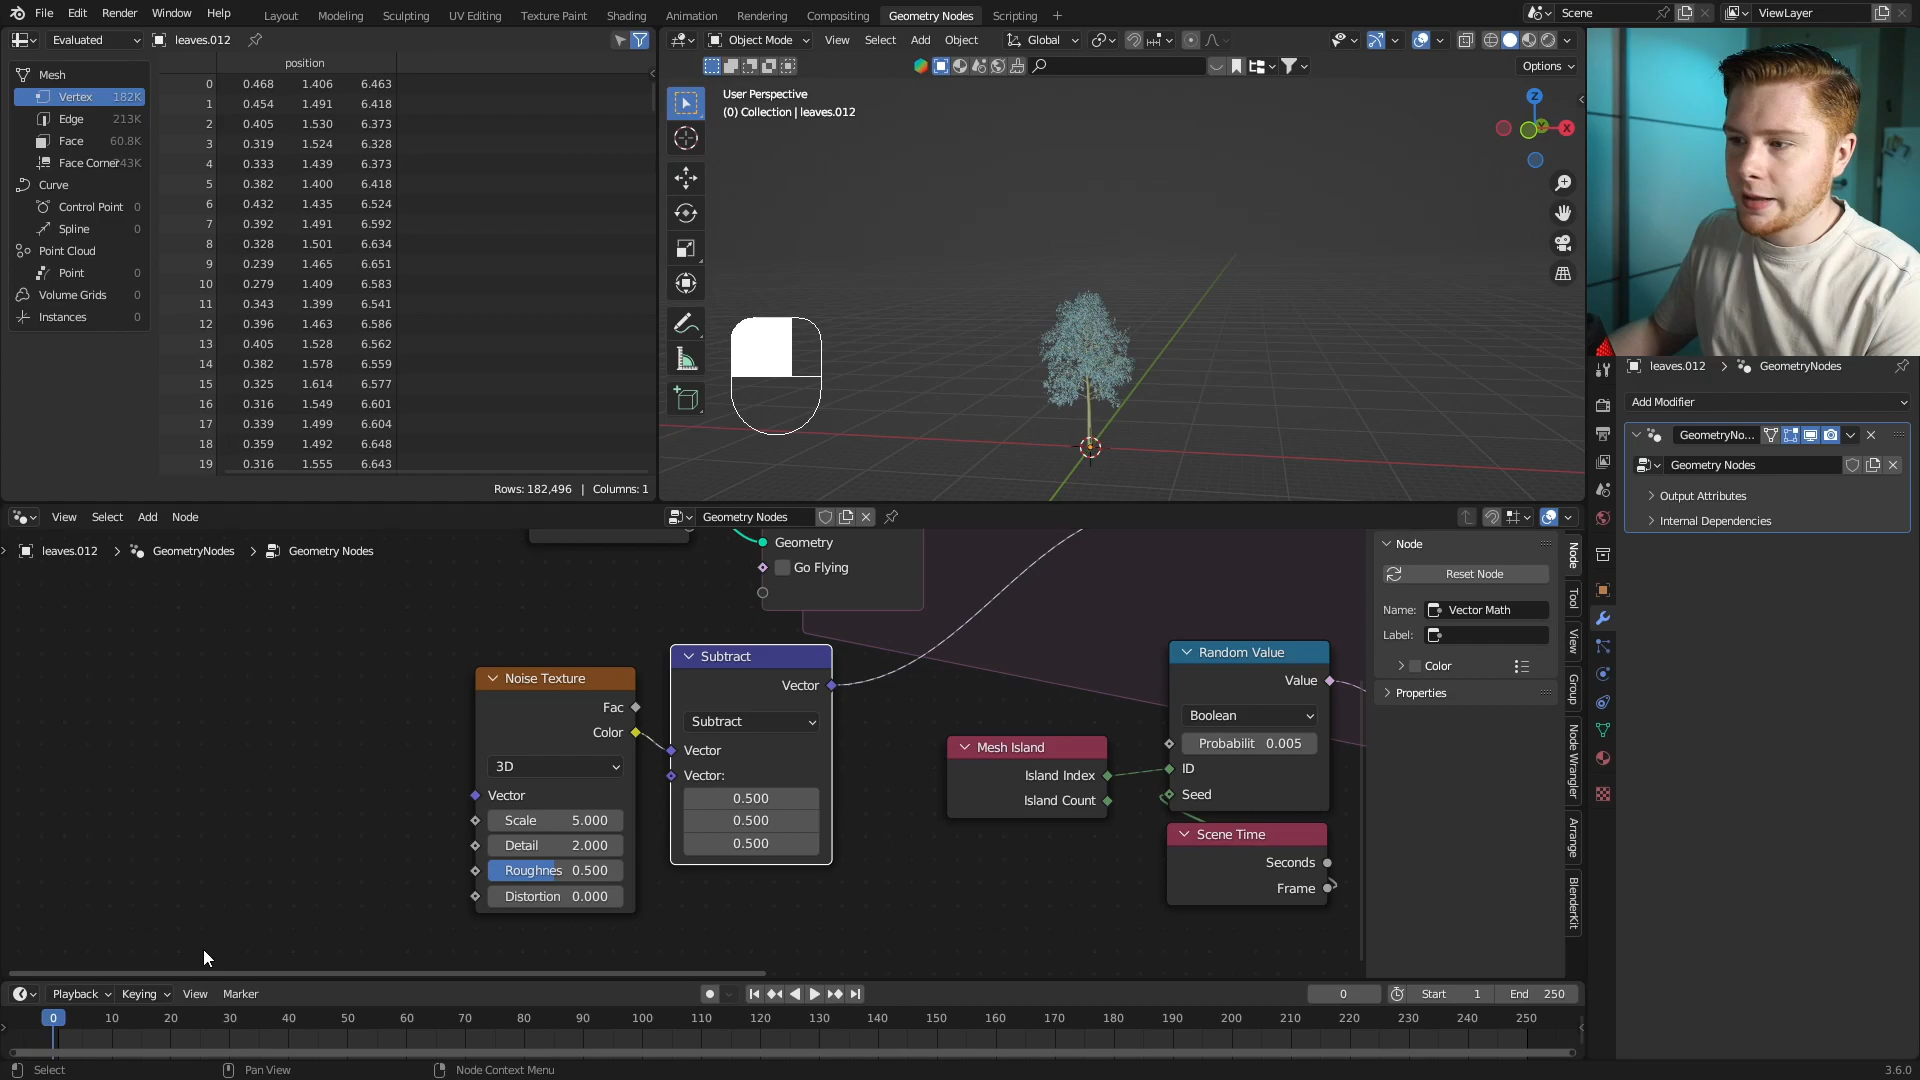 File Edit Render Window Help Layout Modeling Sculpting UV Editing Texture Paint Shading Animation Rendering Compositing Geometry Nodes Scripting + Scene ViewLayer
Evaluated leaves.012
Object Mode View Select Add Object Global
Options
position
Mesh
Vertex 182K
Edge 213K
Face 60.8K
Face Corner 43K
Curve
Control Point 0
Spline 0
Point Cloud
Point 0
Volume Grids 0
Instances 0
0 0.468 1.406 6.463
1 0.454 1.491 6.418
2 0.405 1.530 6.373
3 0.319 1.524 6.328
4 0.333 1.439 6.373
5 0.382 1.400 6.418
6 0.432 1.435 6.524
7 0.392 1.491 6.592
8 0.328 1.501 6.634
9 0.239 1.465 6.651
10 0.279 1.409 6.583
11 0.343 1.399 6.541
12 0.396 1.463 6.586
13 0.405 1.528 6.562
14 0.382 1.578 6.559
15 0.325 1.614 6.577
16 0.316 1.549 6.601
17 0.339 1.499 6.604
18 0.359 1.492 6.648
19 0.316 1.555 6.643
Rows: 182,496 | Columns: 1
User Perspective
(0) Collection | leaves.012
Z
X
leaves.012 > GeometryNodes
Add Modifier
GeometryNo...
Geometry Nodes
Output Attributes
Internal Dependencies
View Select Add Node
Geometry Nodes
leaves.012 > GeometryNodes > Geometry Nodes
Geometry
Go Flying
Noise Texture
Fac
Color
3D
Vector
Scale 5.000
Detail 2.000
Roughnes 0.500
Distortion 0.000
Subtract
Vector
Subtract
Vector
Vector:
0.500
0.500
0.500
Mesh Island
Island Index
Island Count
Random Value
Value
Boolean
Probabilit 0.005
ID
Seed
Scene Time
Seconds
Frame
Node
Reset Node
Name: Vector Math
Label:
Color
Properties
Node
Tool
View
Group
Node Wrangler
Arrange
BlenderKit
Playback Keying View Marker
0 Start 1 End 250
0 10 20 30 40 50 60 70 80 90 100 110 120 130 140 150 160 170 180 190 200 210 220 230 240 250
Select Pan View Node Context Menu 3.6.0